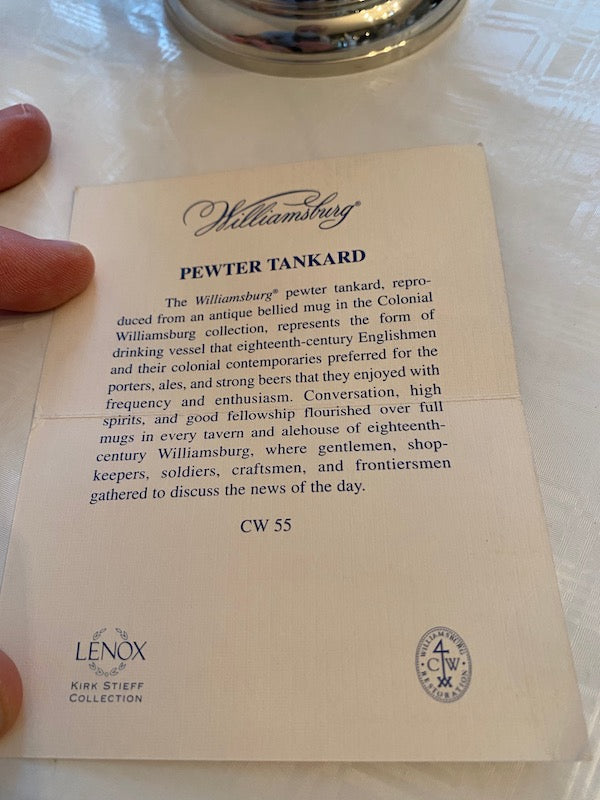 Williamsburg®
PEWTER TANKARD
The Williamsburg® pewter tankard, repro-
duced from an antique bellied mug in the Colonial
Williamsburg collection, represents the form of
drinking vessel that eighteenth-century Englishmen
and their colonial contemporaries preferred for the
porters, ales, and strong beers that they enjoyed with
frequency and enthusiasm. Conversation, high
spirits, and good fellowship flourished over full
mugs in every tavern and alehouse of eighteenth-
century Williamsburg, where gentlemen, shop-
keepers, soldiers, craftsmen, and frontiersmen
gathered to discuss the news of the day.
CW 55
LENOX
KIRK STIEFF
COLLECTION
WILLIAMSBURG
CW
RESTORATION